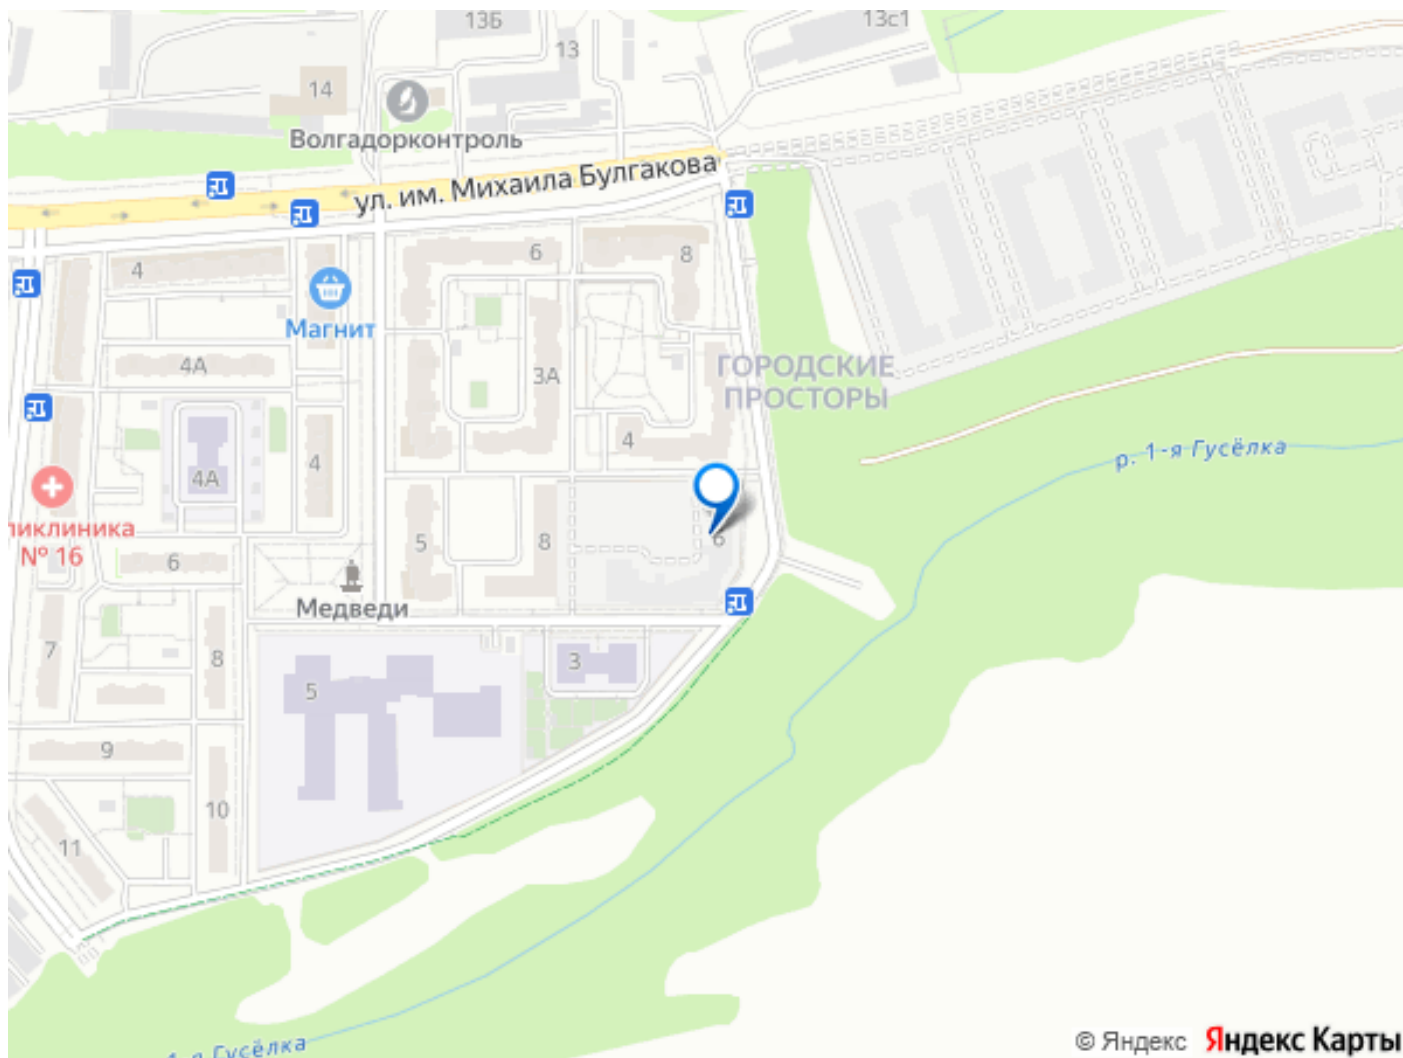 13Б
13с1
13
14
Волгадорконтроль
ул. им. Михаила Булгакова
6
8
4
Магнит
4А
3А
ГОРОДСКИЕ
ПРОСТОРЫ
4
р. 1-я Гусёлка
4
4А
ликлиника
№ 16
5
8
6
6
Медведи
7
8
3
5
9
10
11
1-я Гусёлка
© Яндекс Яндекс Карты